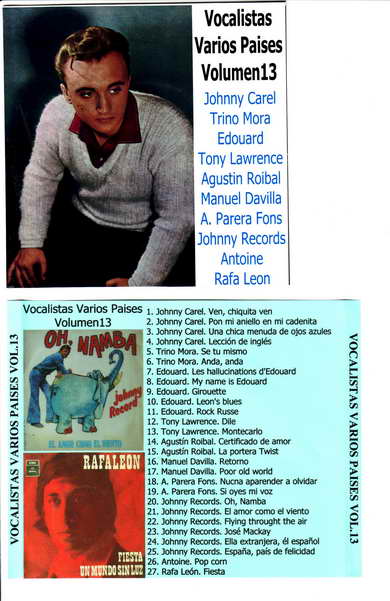 Vocalistas
Varios Paises
Volumen13
Johnny Carel
Trino Mora
Edouard
Tony Lawrence
Agustin Roibal
Manuel Davilla
A. Parera Fons
Johnny Records
Antoine
Rafa Leon
VOCALISTAS VARIOS PAISES VOL.13
Vocalistas Varios Paises
Volumen13
OH, NAMBA
Johnny
Records
EL AMOR COMO EL VIENTO
RAFA LEON
FIESTA
UN MUNDO SIN LUZ
1. Johnny Carel. Ven, chiquita ven
2. Johnny Carel. Pon mi aniello en mi cadenita
3. Johnny Carel. Una chica menuda de ojos azules
4. Johnny Carel. Lección de inglés
5. Trino Mora. Se tu mismo
6. Trino Mora. Anda, anda
7. Edouard. Les hallucinations d'Edouard
8. Edouard. My name is Edouard
9. Edouard. Girouette
10. Edouard. Leon's blues
11. Edouard. Rock Russe
12. Tony Lawrence. Dile
13. Tony Lawrence. Montecarlo
14. Agustín Roibal. Certificado de amor
15. Agustín Roibal. La portera Twist
16. Manuel Davilla. Retorno
17. Manuel Davilla. Poor old world
18. A. Parera Fons. Nucna aparender a olvidar
19. A. Parera Fons. Si oyes mi voz
20. Johnny Records. Oh, Namba
21. Johnny Records. El amor como el viento
22. Johnny Records. Flying throught the air
23. Johnny Records. José Mackay
24. Johnny Records. Ella extranjera, él español
25. Johnny Records. España, país de felicidad
26. Antoine. Pop corn
27. Rafa León. Fiesta
VOCALISTAS VARIOS PAISES VOL.13